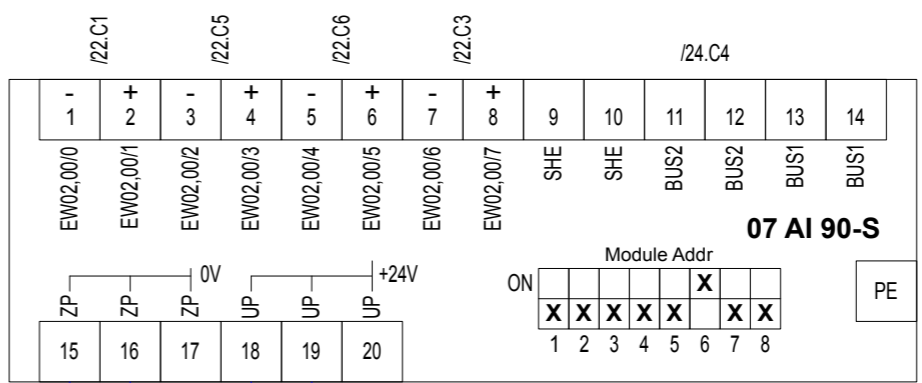 /22.C1 /22.C5 /22.C6 /22.C3 /24.C4
- + - + - + - +
1 2 3 4 5 6 7 8 9 10 11 12 13 14
EW02,00/0 EW02,00/1 EW02,00/2 EW02,00/3 EW02,00/4 EW02,00/5 EW02,00/6 EW02,00/7 SHE SHE BUS2 BUS2 BUS1 BUS1
07 AI 90-S
Module Addr
0V +24V
ON X
PE
ZP ZP ZP UP UP UP
X X X X X X X
1 2 3 4 5 6 7 8
15 16 17 18 19 20